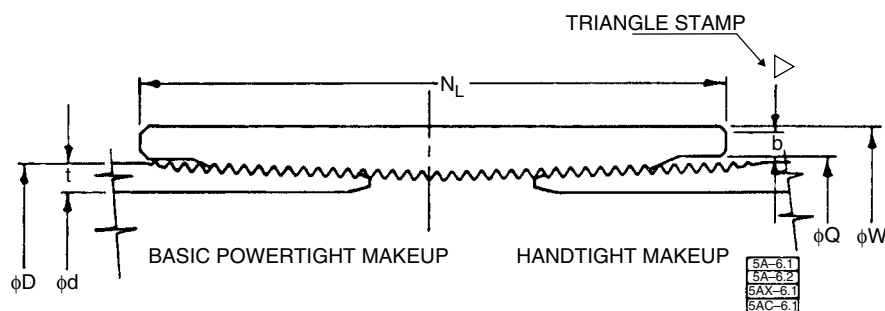 TRIANGLE STAMP
N_L
b
t
ϕQ
ϕW
BASIC POWERTIGHT MAKEUP
HANDTIGHT MAKEUP
ϕD
ϕd
5A–6.1
5A–6.2
5AX–6.1
5AC–6.1